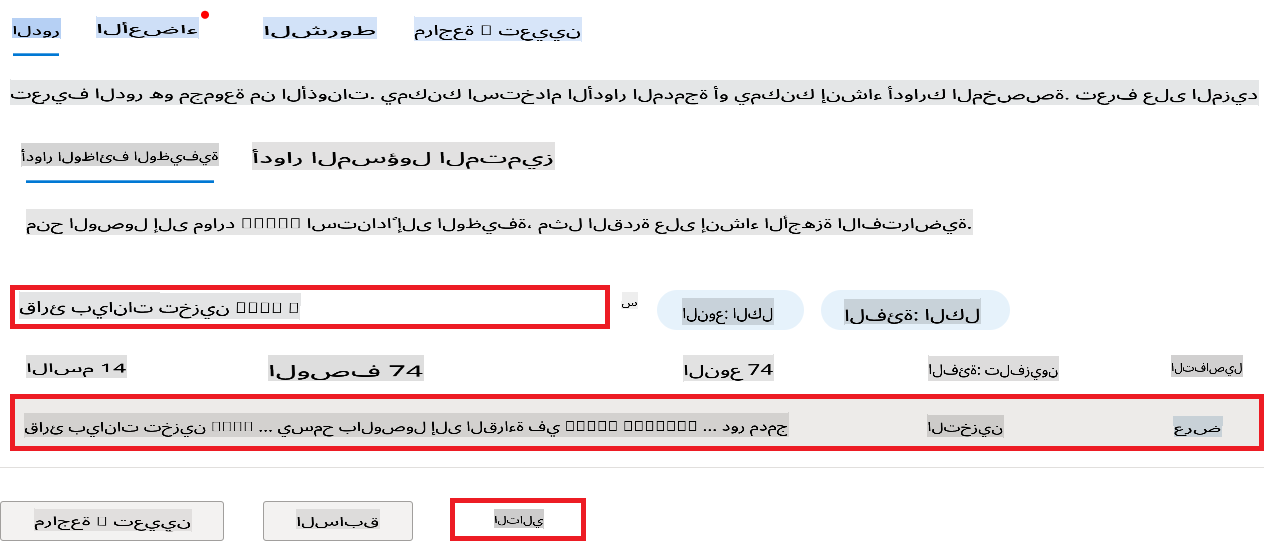 الدور الأعضاء الشروط مراجعة □ تعيين
تعريف الدور هو مجموعة من الأذونات. يمكنك استخدام الأدوار المدمجة أو يمكنك إنشاء أدوارك المخصصة. تعرف على المزيد
أدوار الوظائف الوظيفية أدوار المسؤول المتميز
منح الوصول إلى موارد □□□□□ استناداً إلى الوظيفة، مثل القدرة على إنشاء الأجهزة الافتراضية.
قارئ بيانات تخزين □□□□ □ س النوع: الكل الفئة: الكل
الاسم 14 الوصف 74 النوع 74 الفئة: تلفزيون التفاصيل
قارئ بيانات تخزين □□□□ ... يسمح بالوصول إلى القراءة في □□□□□ □□□□□□□ ... دور مدمج التخزين عرض
مراجعة □ تعيين السابق التالي